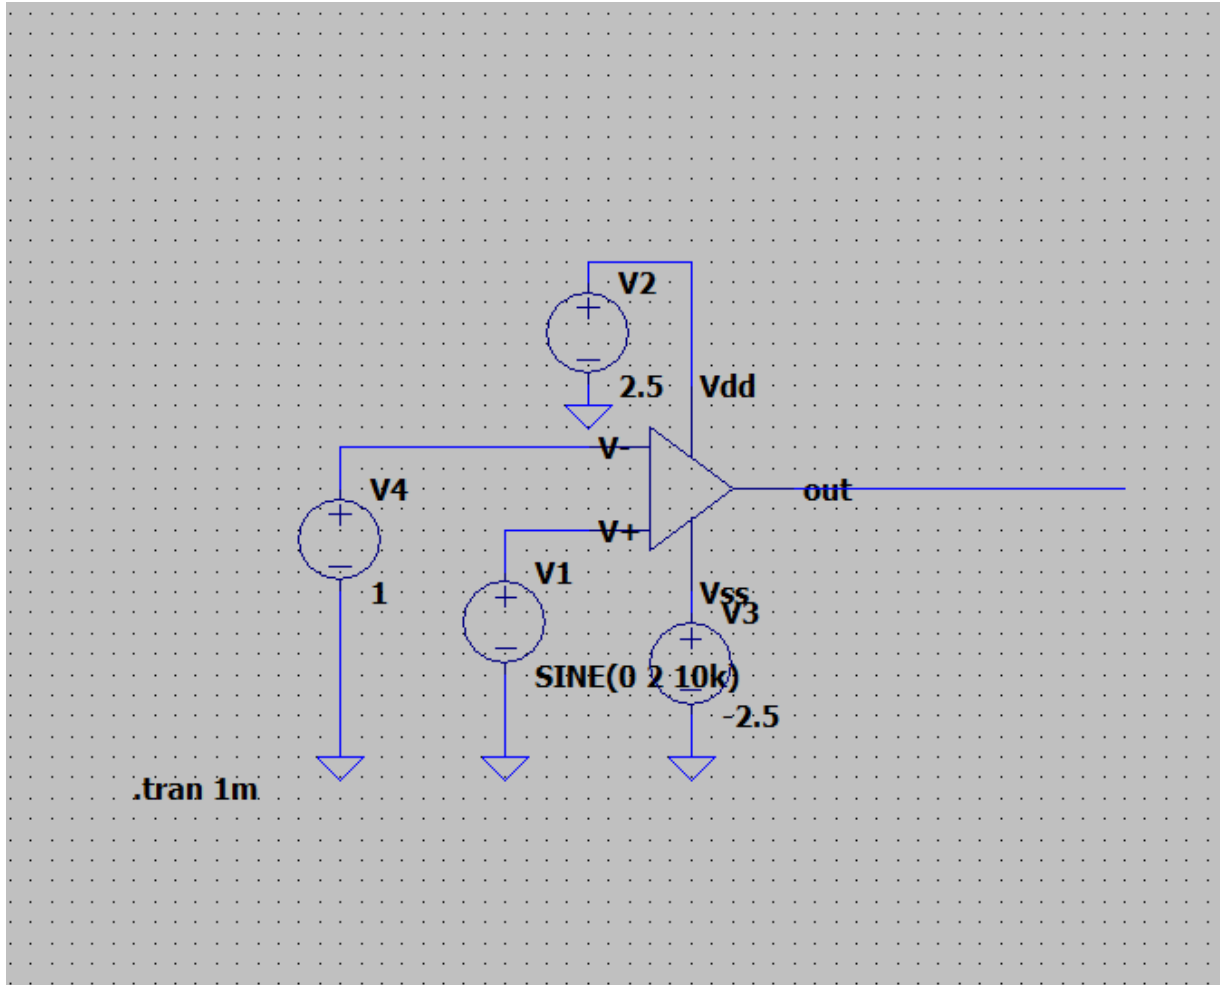 V2
2.5
Vdd
V-
V4
out
V+
V1
1
Vss
V3
SINE(0 2 10k)
-2.5
.tran 1m